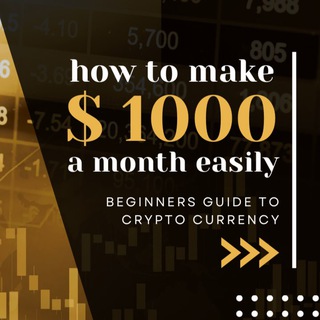 how to make
$ 1000
a month easily
BEGINNERS GUIDE TO
CRYPTO CURRENCY